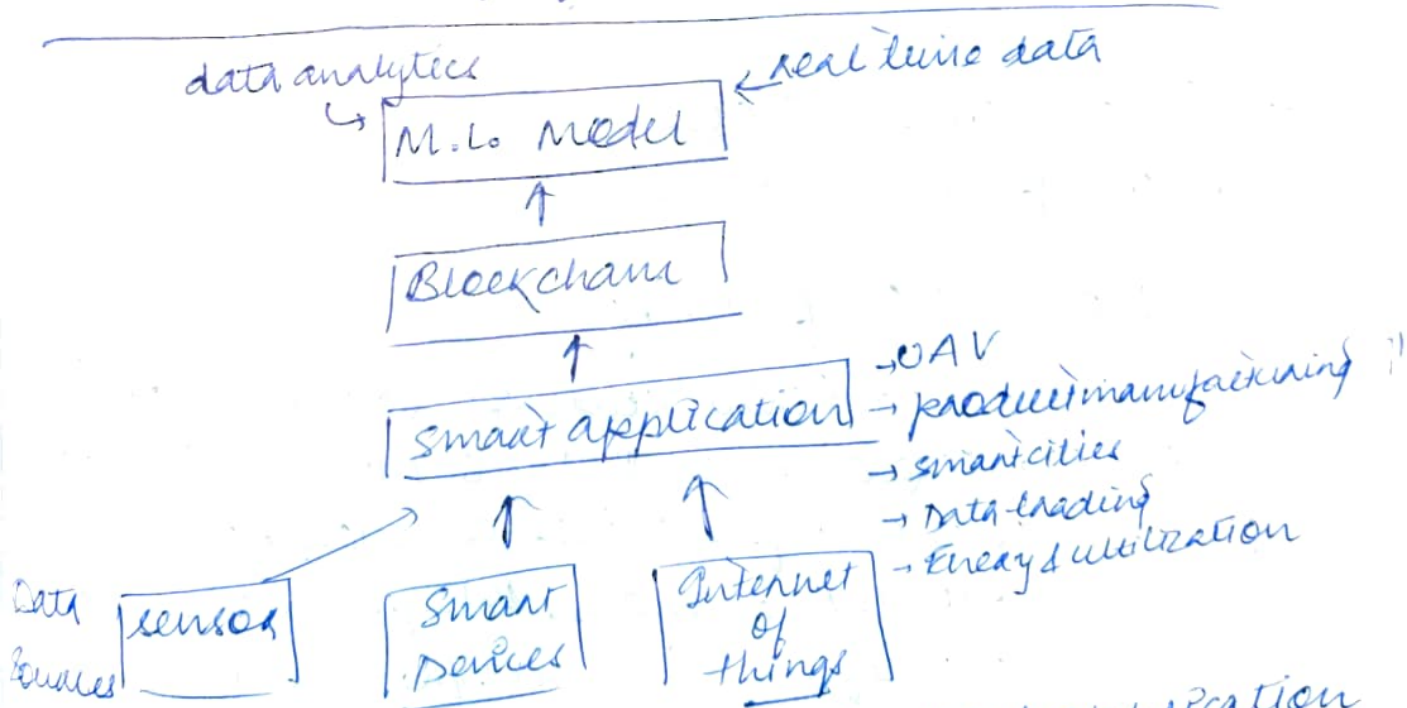 data analytics
real time data
M.L. Model
Blockchain
Smart application
→ UAV
→ product manufacturing
→ smart cities
→ Data trading
→ Energy utilization
Data
Sources
sensor
Smart
Devices
Internet
of
things